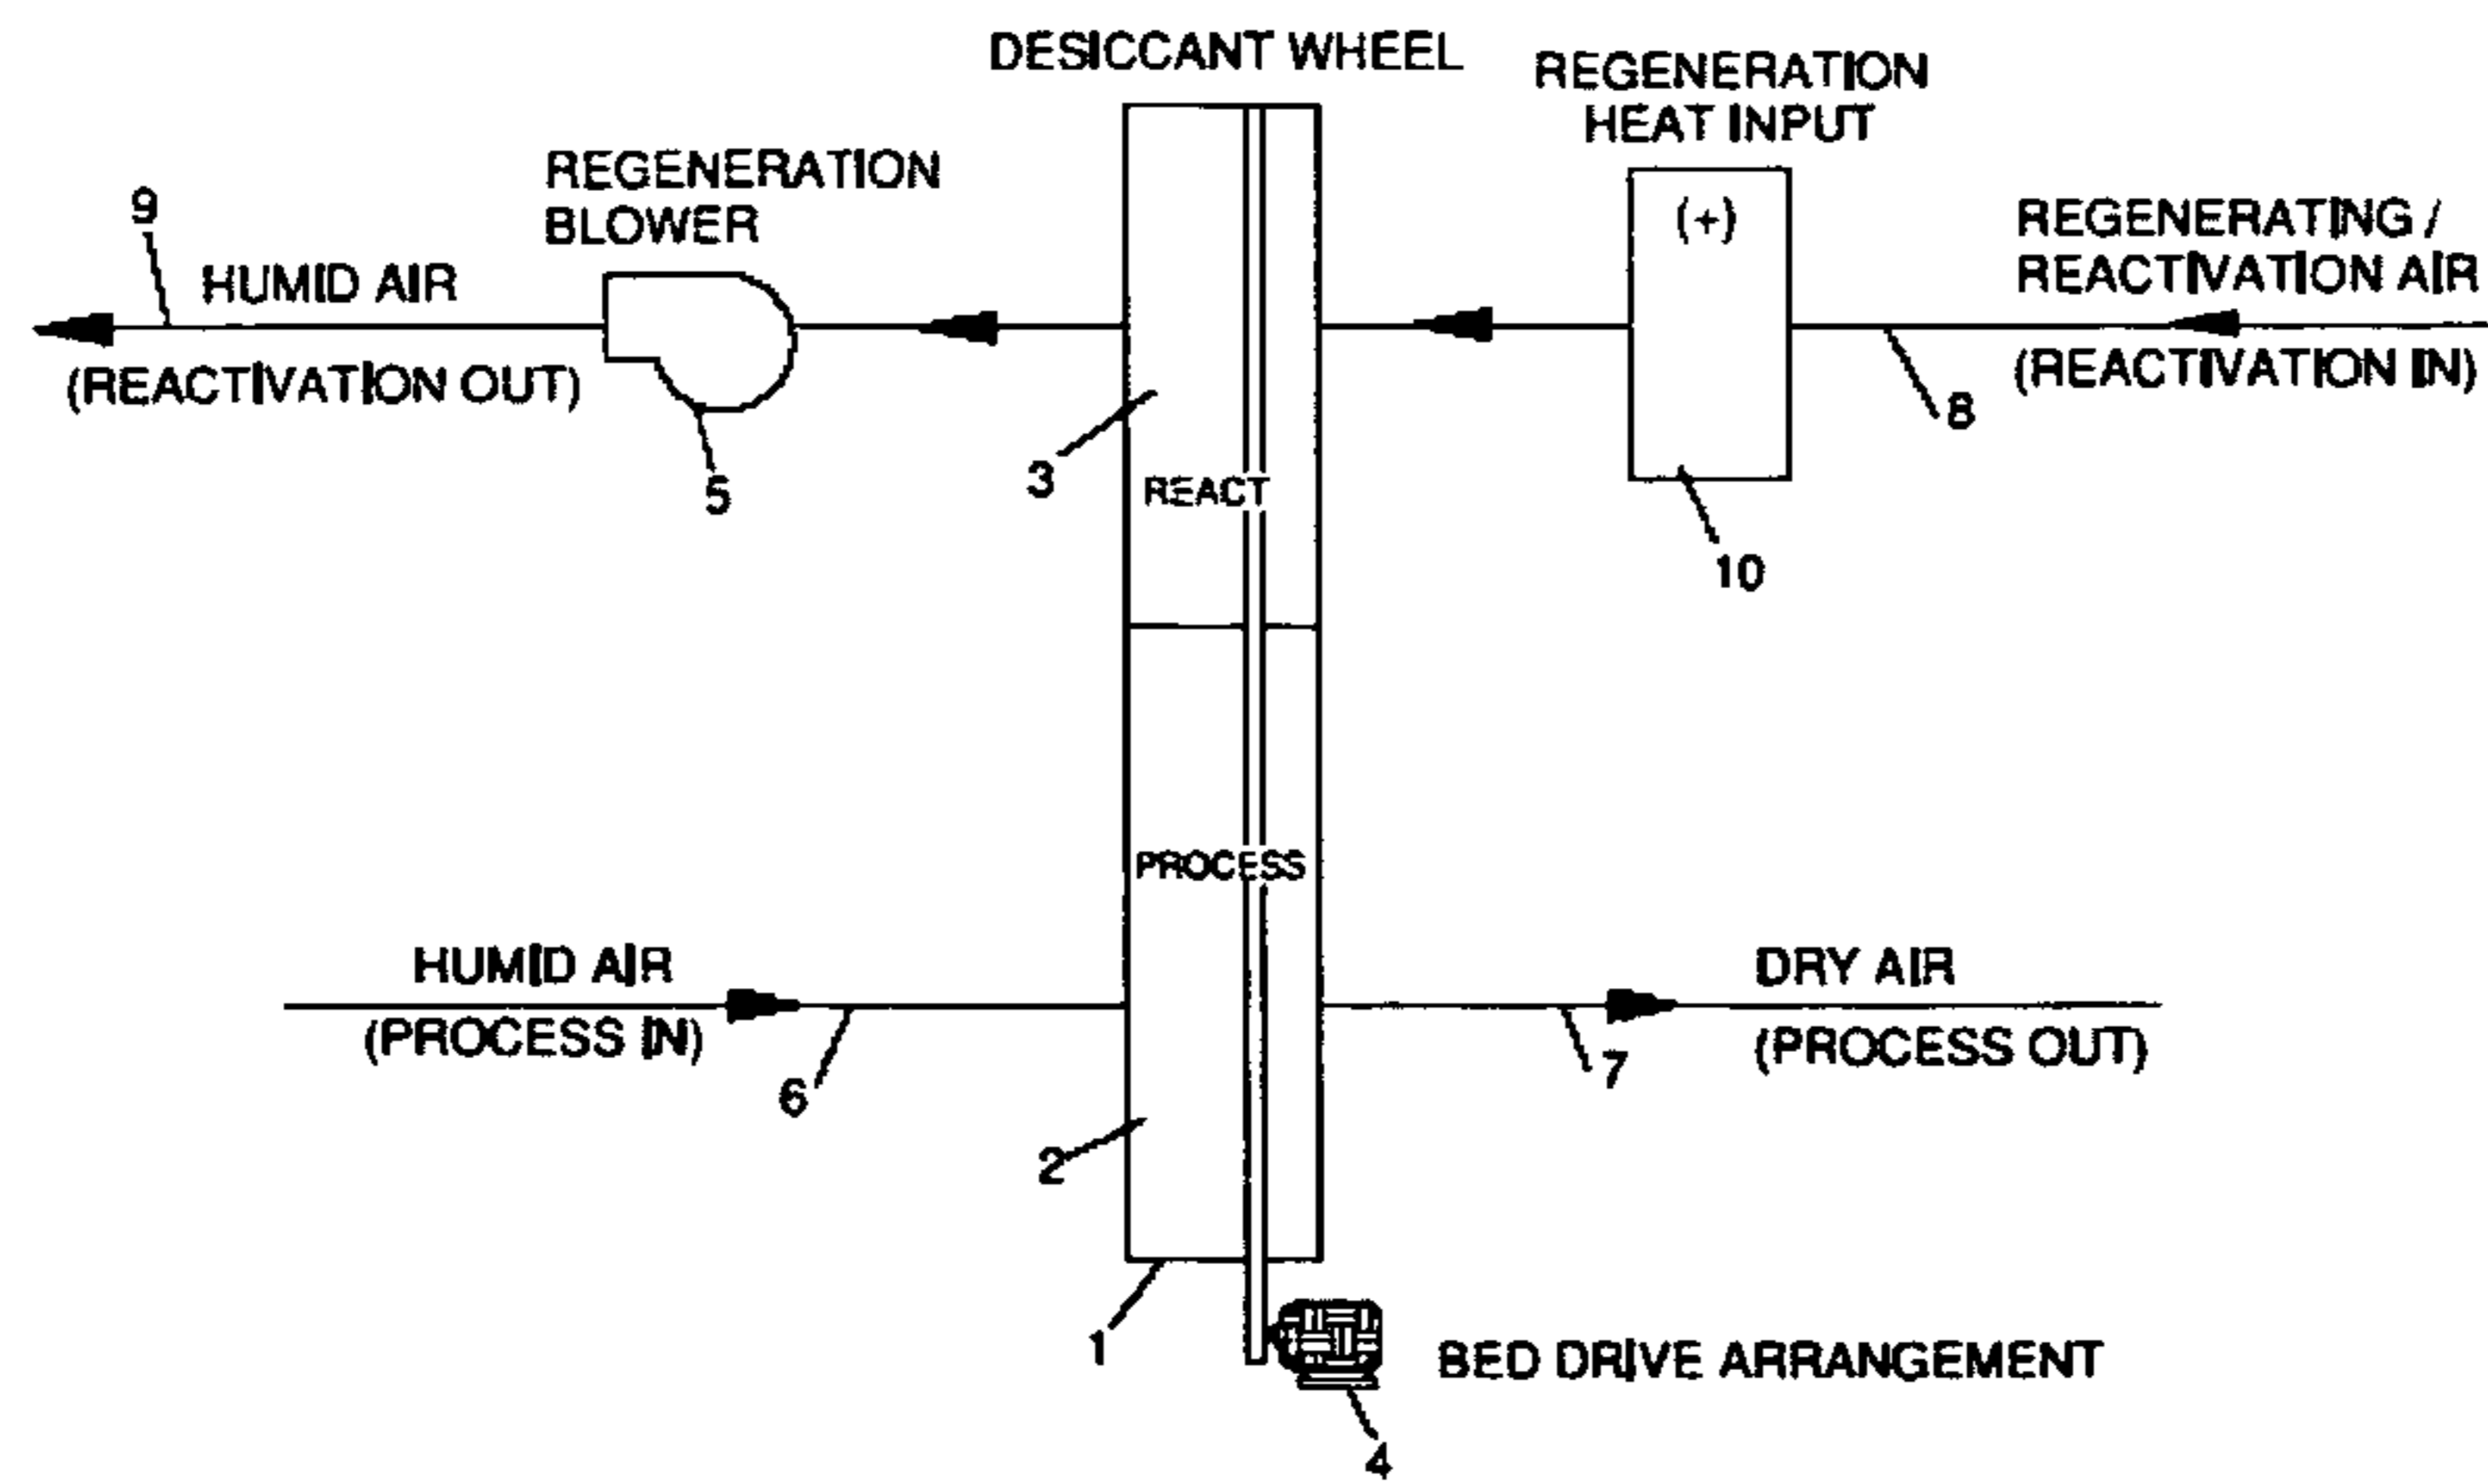 DESICCANT WHEEL
REGENERATION
HEAT INPUT
REGENERATION
BLOWER
(+)
REGENERATING /
REACTIVATION AIR
9
HUMID AIR
(REACTIVATION OUT)
(REACTIVATION IN)
8
5
3
REACT
10
PROCESS
HUMID AIR
(PROCESS IN)
6
DRY AIR
(PROCESS OUT)
7
2
1
BED DRIVE ARRANGEMENT
4